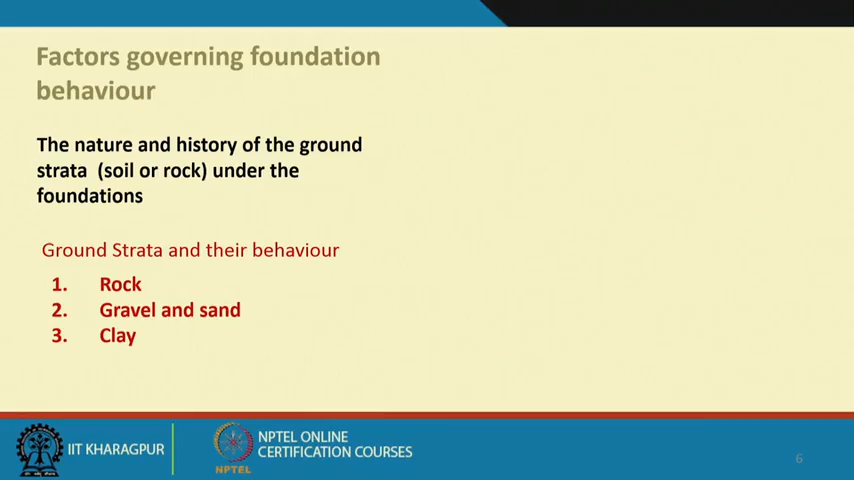 Factors governing foundation
behaviour
The nature and history of the ground
strata (soil or rock) under the
foundations
Ground Strata and their behaviour
1. Rock
2. Gravel and sand
3. Clay
IIT KHARAGPUR
NPTEL
NPTEL ONLINE
CERTIFICATION COURSES
6